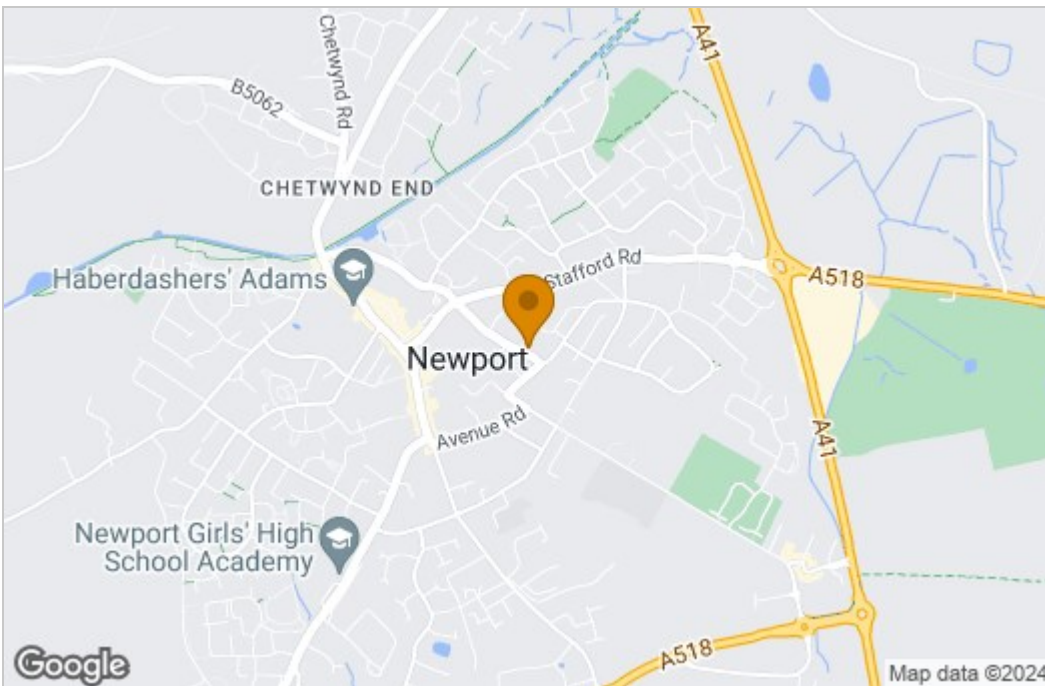 A41
Chetwynd Rd
B5062
CHETWYND END
Haberdashers' Adams
Stafford Rd
A518
Newport
Avenue Rd
A41
Newport Girls' High
School Academy
A518
Google
Map data ©2024